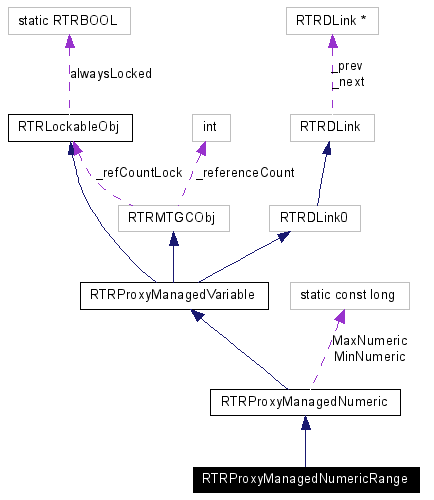 static RTRBOOL
RTRDLink *
alwaysLocked
_prev
_next
RTRLockableObj
int
RTRDLink
_refCountLock
_referenceCount
RTRMTGCObj
RTRDLink0
RTRProxyManagedVariable
static const long
MaxNumeric
MinNumeric
RTRProxyManagedNumeric
RTRProxyManagedNumericRange